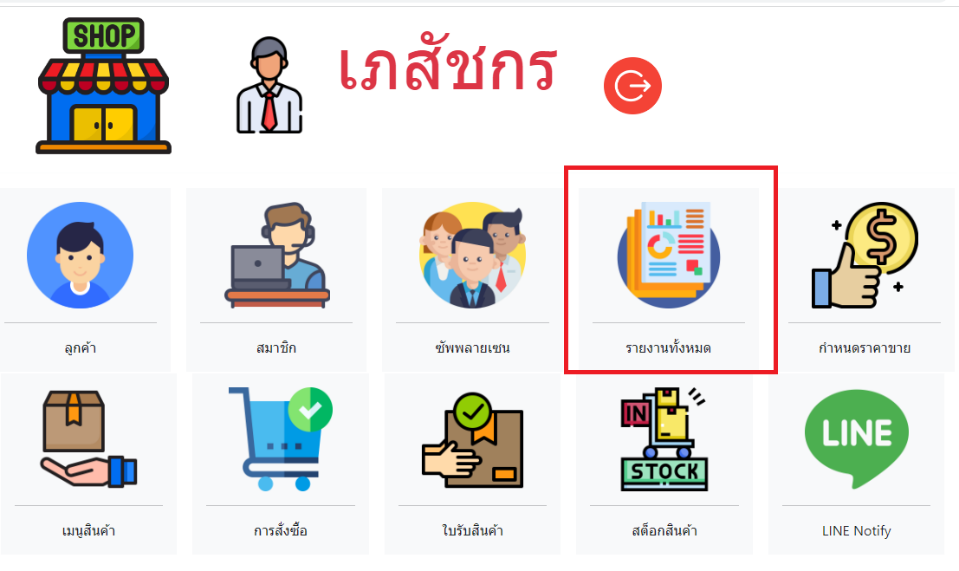 SHOP
เภสัชกร
ลูกค้า
สมาชิก
ซัพพลายเชน
รายงานทั้งหมด
กำหนดราคาขาย
IN
STOCK
LINE
เมนูสินค้า
การสั่งซื้อ
ใบรับสินค้า
สต็อกสินค้า
LINE Notify